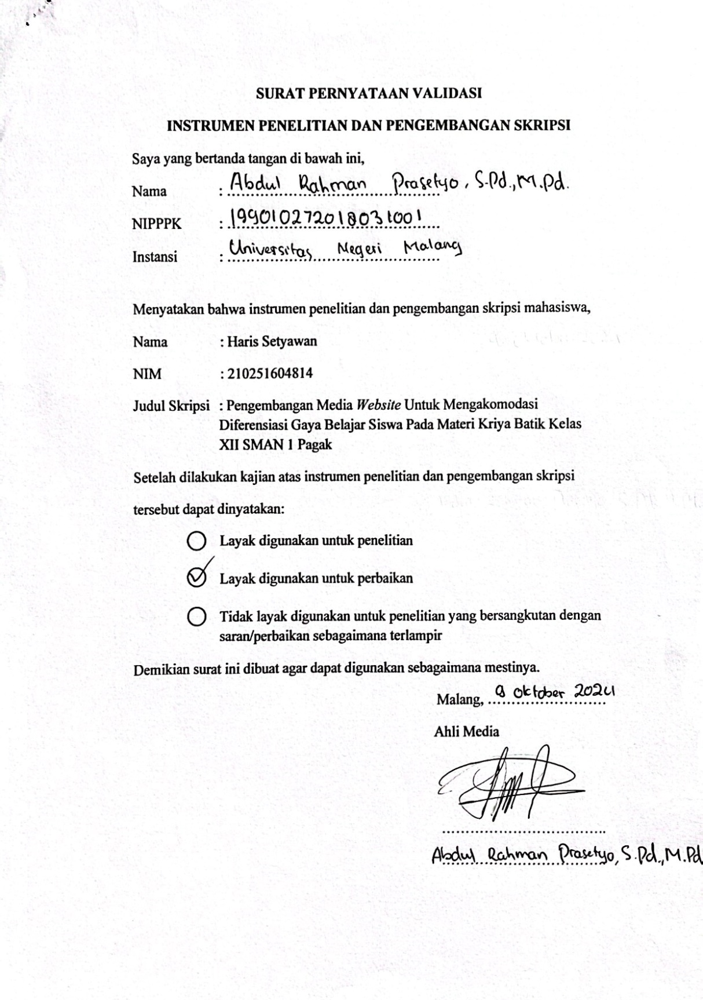 SURAT PERNYATAAN VALIDASI
INSTRUMEN PENELITIAN DAN PENGEMBANGAN SKRIPSI
Saya yang bertanda tangan di bawah ini,
Nama : Abdul Rahman Prasetyo, S.Pd., M.Pd.
NIPPPK : 199010272018031001
Instansi : Universitas Negeri Malang
Menyatakan bahwa instrumen penelitian dan pengembangan skripsi mahasiswa,
Nama : Haris Setyawan
NIM : 210251604814
Judul Skripsi : Pengembangan Media Website Untuk Mengakomodasi
Diferensiasi Gaya Belajar Siswa Pada Materi Kriya Batik Kelas
XII SMAN 1 Pagak
Setelah dilakukan kajian atas instrumen penelitian dan pengembangan skripsi
tersebut dapat dinyatakan:
Layak digunakan untuk penelitian
Layak digunakan untuk perbaikan
Tidak layak digunakan untuk penelitian yang bersangkutan dengan
saran/perbaikan sebagaimana terlampir
Demikian surat ini dibuat agar dapat digunakan sebagaimana mestinya.
Malang, 9 Oktober 2024
Ahli Media
Abdul Rahman Prasetyo, S.Pd., M.Pd